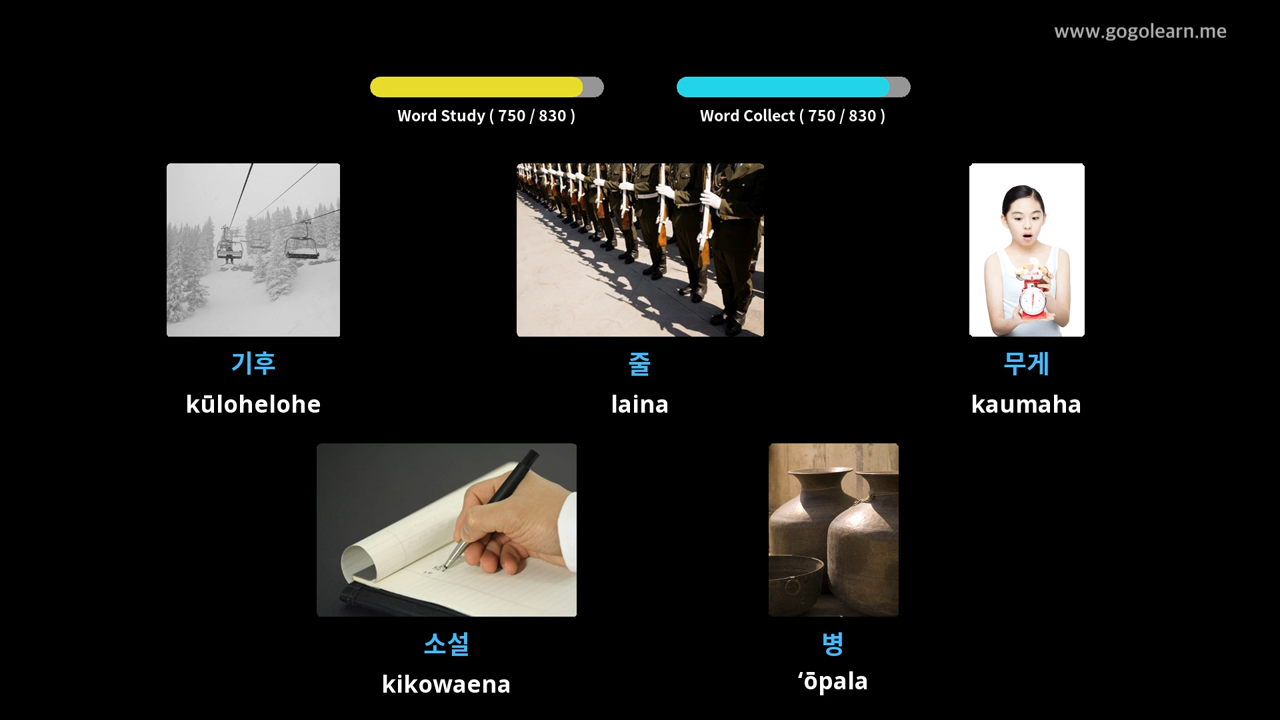 www.gogolearn.me
Word Study ( 750 / 830 )
Word Collect ( 750 / 830 )
기후
kūlohelohe
줄
laina
무게
kaumaha
소설
kikowaena
병
ʻōpala